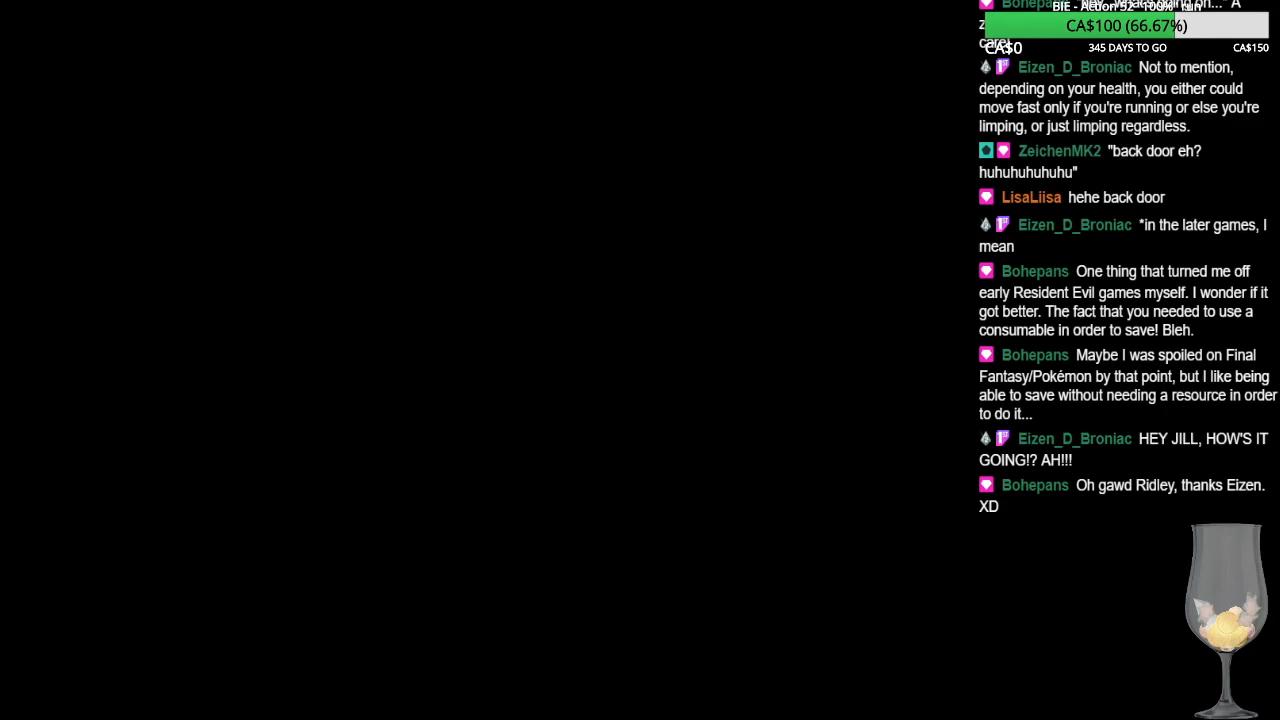 Bohepans
BIE - Action 52 "100%" run
CA$100 (66.67%)
CA$0
345 DAYS TO GO
CA$150
Eizen_D_Broniac Not to mention,
depending on your health, you either could
move fast only if you're running or else you're
limping, or just limping regardless.
ZeichenMK2 "back door eh?
huhuhuhuhuhu"
LisaLiisa hehe back door
Eizen_D_Broniac *in the later games, I
mean
Bohepans One thing that turned me off
early Resident Evil games myself. I wonder if it
got better. The fact that you needed to use a
consumable in order to save! Bleh.
Bohepans Maybe I was spoiled on Final
Fantasy/Pokémon by that point, but I like being
able to save without needing a resource in order
to do it...
Eizen_D_Broniac HEY JILL, HOW'S IT
GOING!? AH!!!
Bohepans Oh gawd Ridley, thanks Eizen.
XD